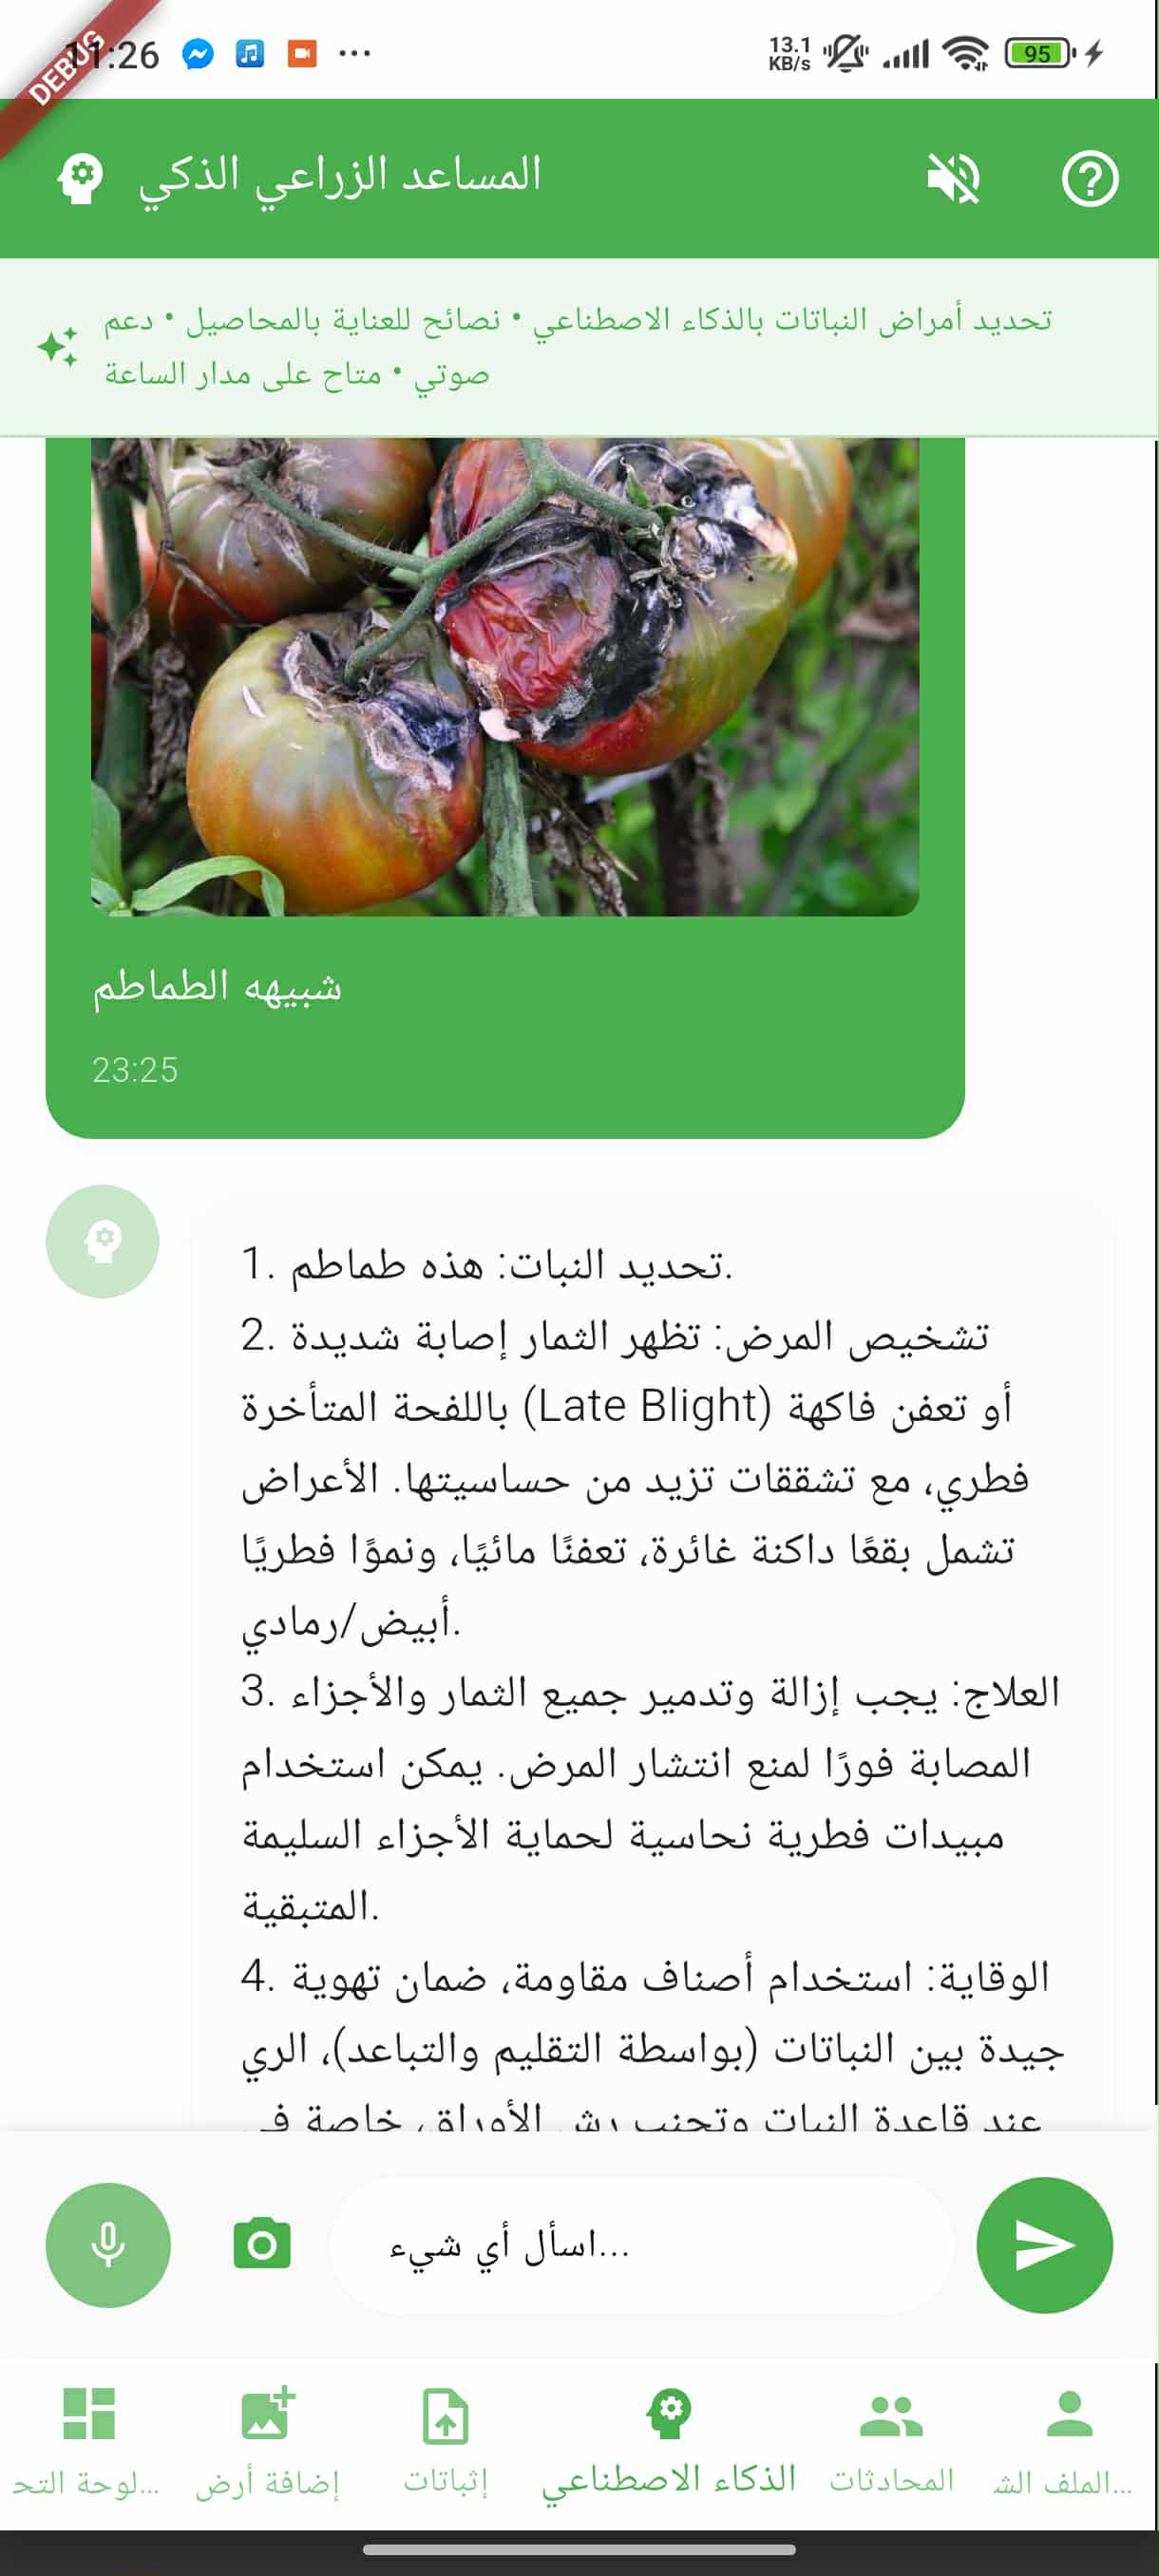 11:26
DEBUG
13.1
KB/s
95
المساعد الزراعي الذكي
تحديد أمراض النباتات بالذكاء الاصطناعي • نصائح للعناية بالمحاصيل • دعم
صوتي • متاح على مدار الساعة
شبيهه الطماطم
23:25
1. تحديد النبات: هذه طماطم.
2. تشخيص المرض: تظهر الثمار إصابة شديدة
باللفحة المتأخرة (Late Blight) أو تعفن فاكهة
فطري، مع تشققات تزيد من حساسيتها. الأعراض
تشمل بقعًا داكنة غائرة، تعفنًا مائيًا، ونموًا فطريًا
أبيض/رمادي.
3. العلاج: يجب إزالة وتدمير جميع الثمار والأجزاء
المصابة فورًا لمنع انتشار المرض. يمكن استخدام
مبيدات فطرية نحاسية لحماية الأجزاء السليمة
المتبقية.
4. الوقاية: استخدام أصناف مقاومة، ضمان تهوية
جيدة بين النباتات (بواسطة التقليم والتباعد)، الري
عند قاعدة النبات وتجنب رش الأوراق، خاصة في
اسأل أي شيء...
لوحة التح...
إضافة أرض
إثباتات
الذكاء الاصطناعي
المحادثات
الملف الش...